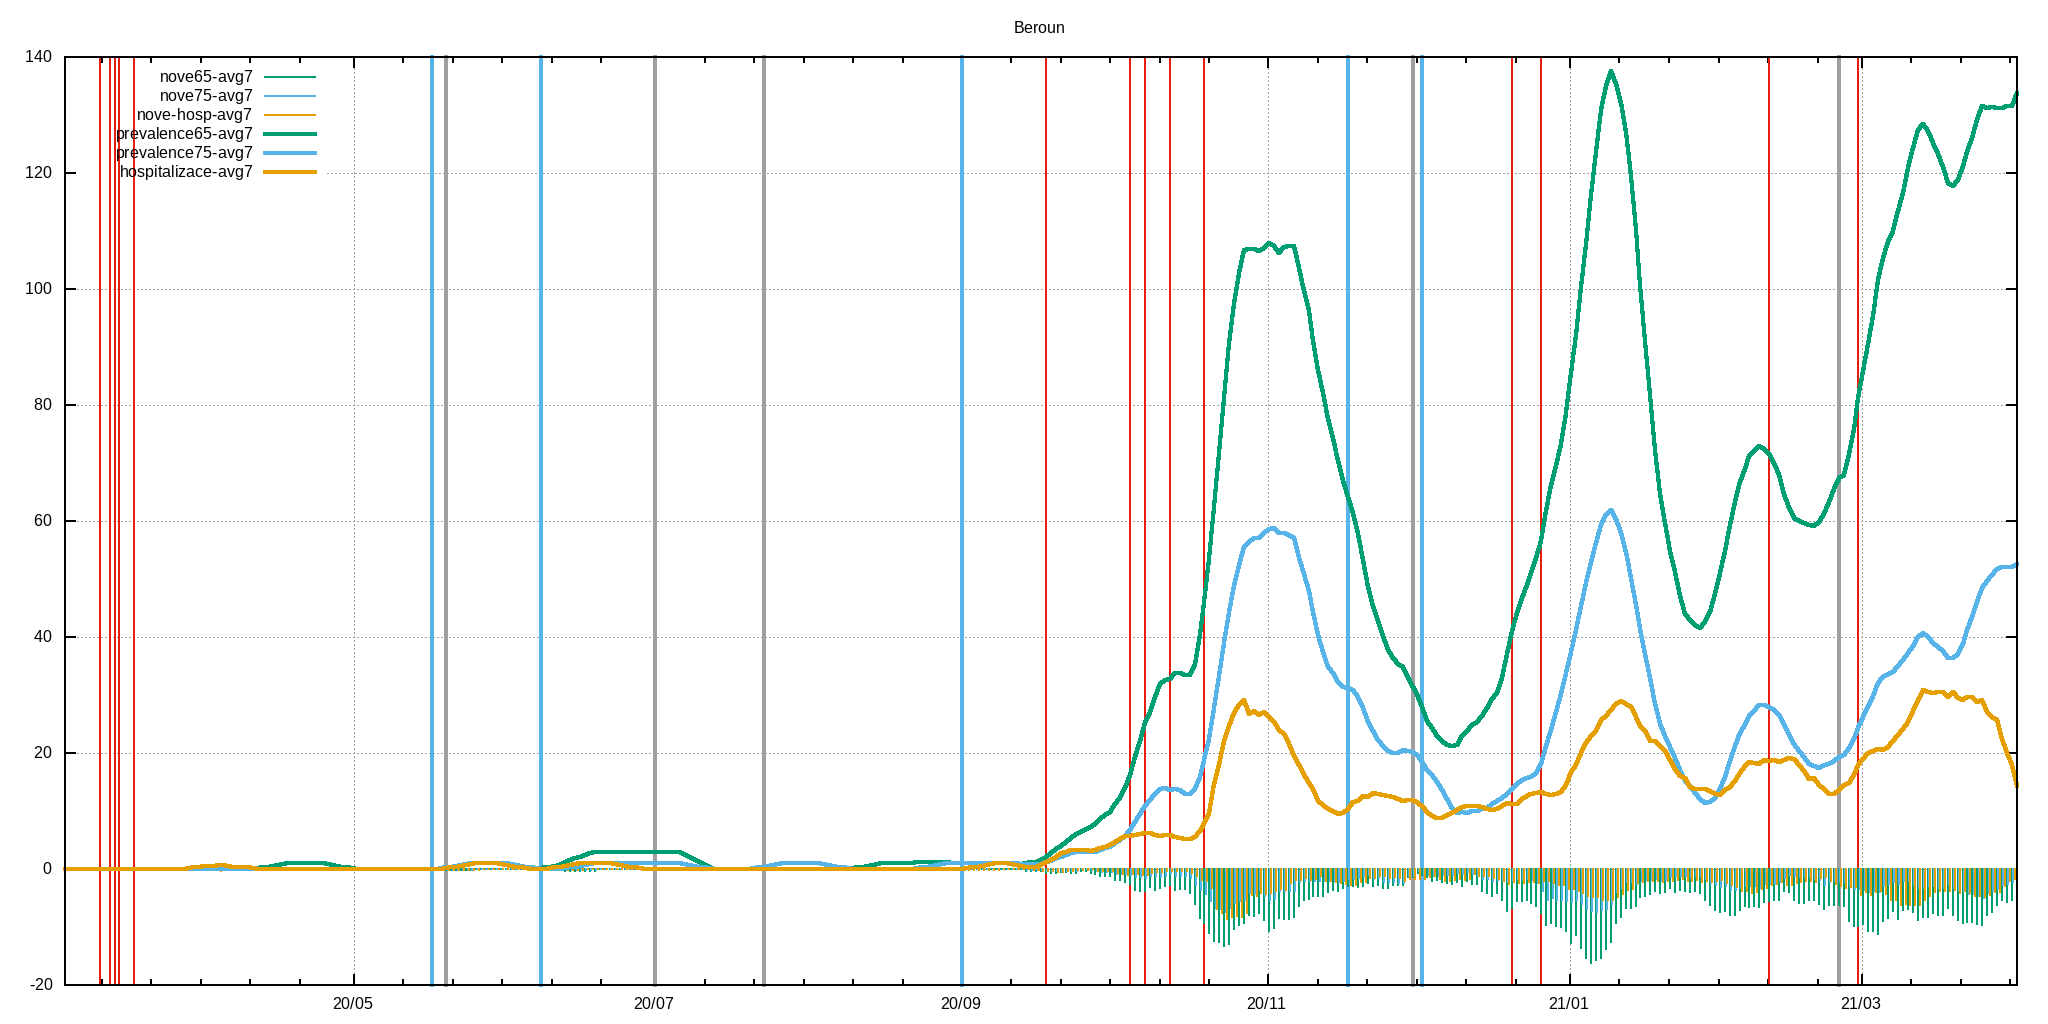 Beroun
140
nove65-avg7
nove75-avg7
nove-hosp-avg7
prevalence65-avg7
prevalence75-avg7
hospitalizace-avg7
120
100
80
60
40
20
0
-20
20/05 20/07 20/09 20/11 21/01 21/03